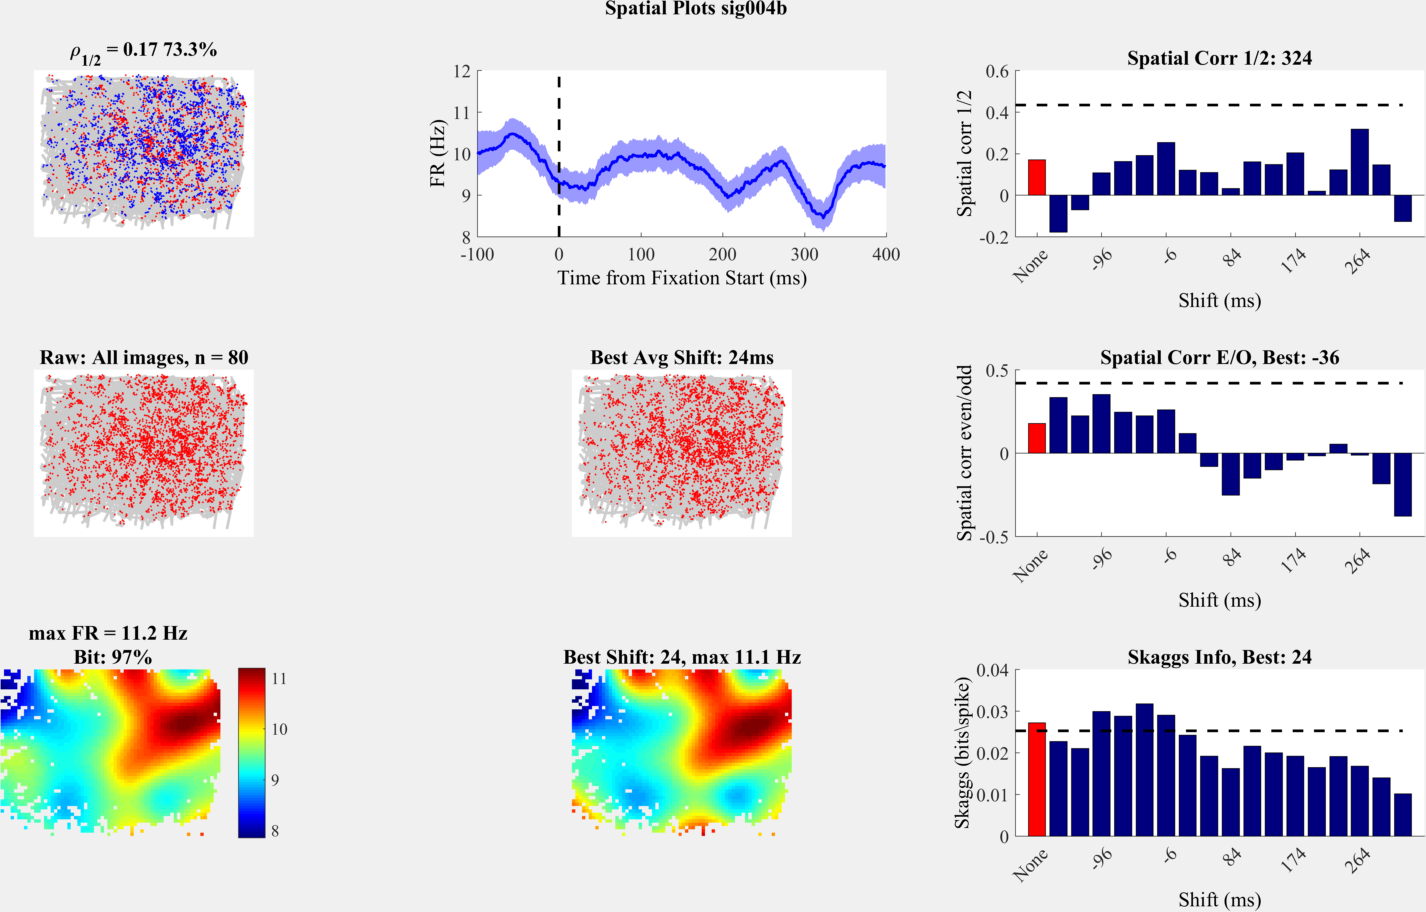 Spatial Plots sig004b
ρ1/2 = 0.17 73.3%
12
11
10
9
8
FR (Hz)
-100
0
100
200
300
400
Time from Fixation Start (ms)
Spatial Corr 1/2: 324
0.6
0.4
0.2
0
-0.2
Spatial corr 1/2
None
-96
-6
84
174
264
Shift (ms)
Raw: All images, n = 80
Best Avg Shift: 24ms
Spatial Corr E/O, Best: -36
0.5
0
-0.5
Spatial corr even/odd
None
-96
-6
84
174
264
Shift (ms)
max FR = 11.2 Hz
Bit: 97%
11
10
9
8
Best Shift: 24, max 11.1 Hz
Skaggs Info, Best: 24
0.04
0.03
0.02
0.01
0
Skaggs (bits\spike)
None
-96
-6
84
174
264
Shift (ms)